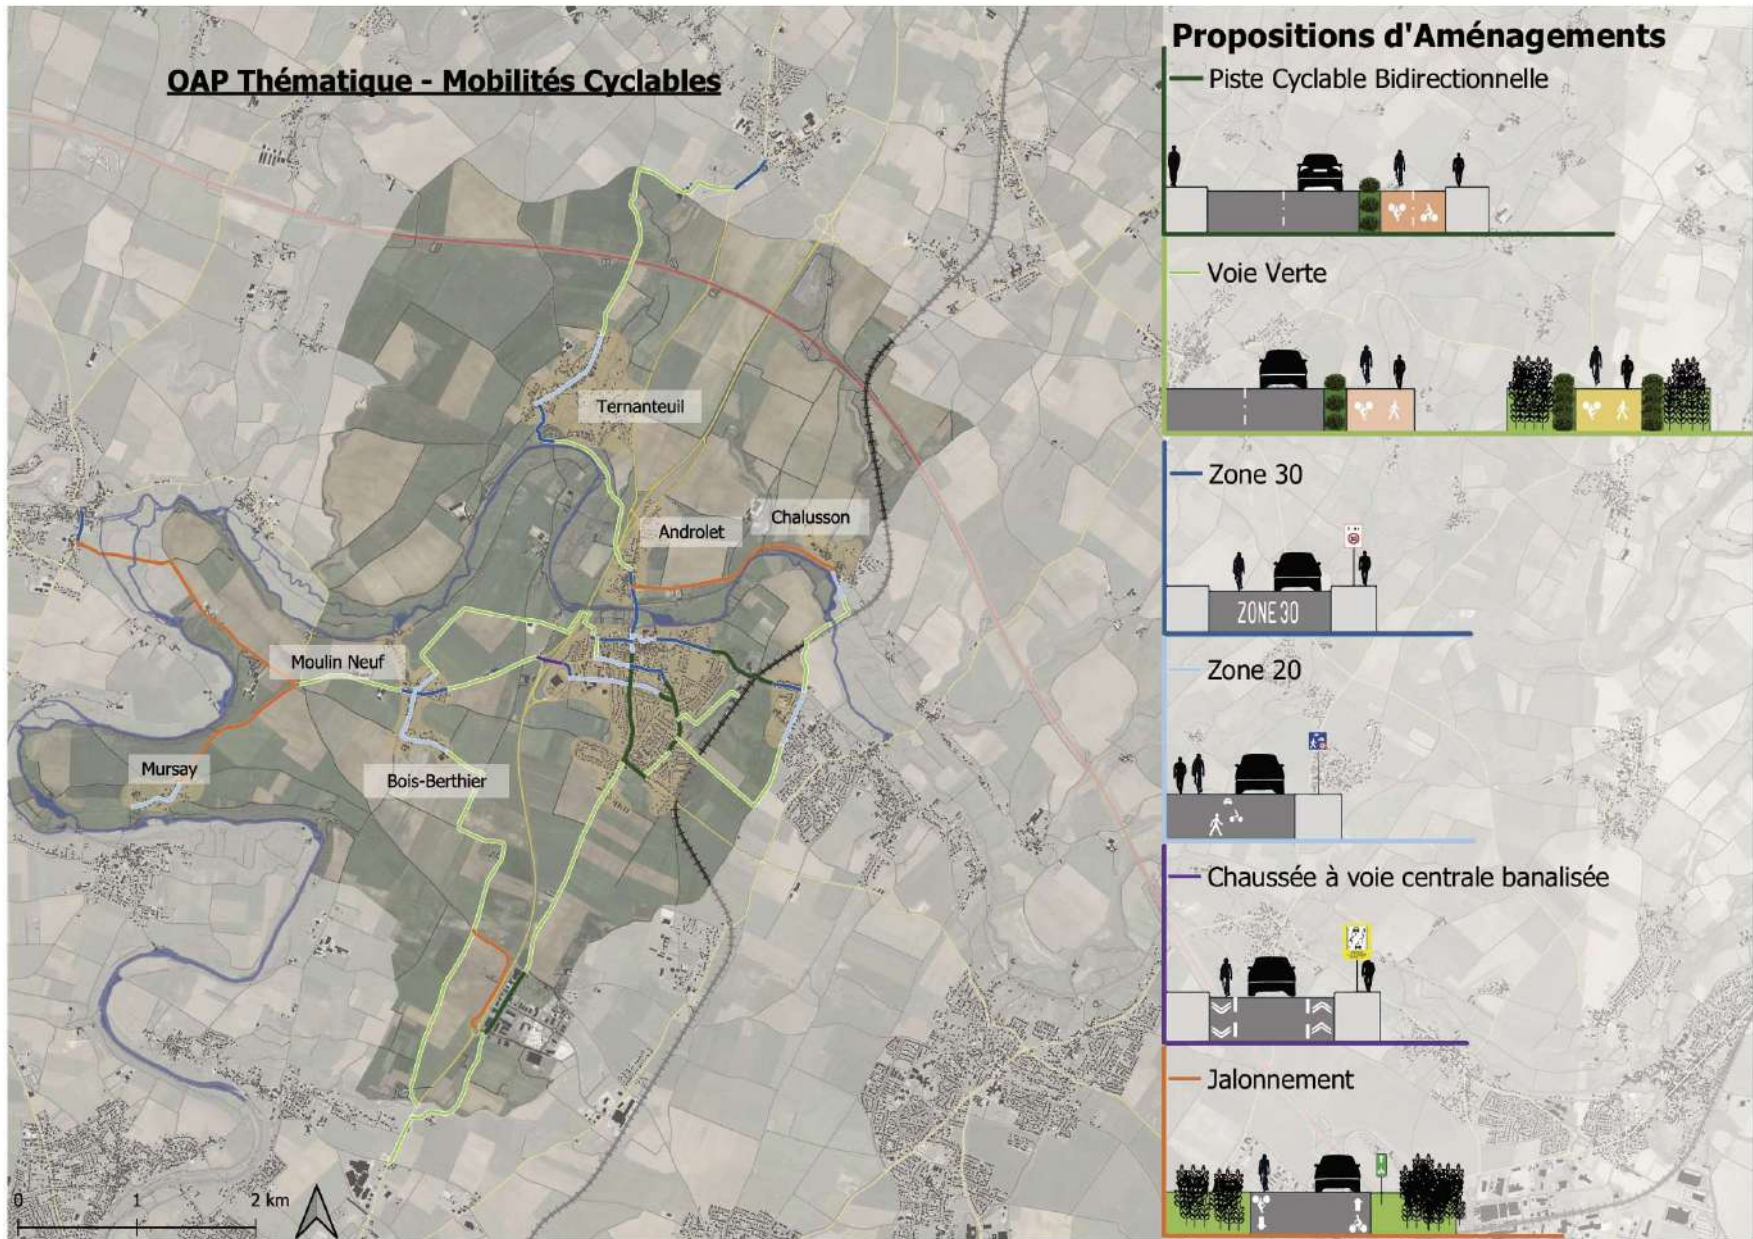 OAP Thématique - Mobilités Cyclables
Propositions d'Aménagements
Piste Cyclable Bidirectionnelle
Voie Verte
Zone 30
ZONE 30
Zone 20
Chaussée à voie centrale banalisée
Jalonnement
Ternanteuil
Androlet
Chalusson
Moulin Neuf
Mursay
Bois-Berthier
0 1 2 km